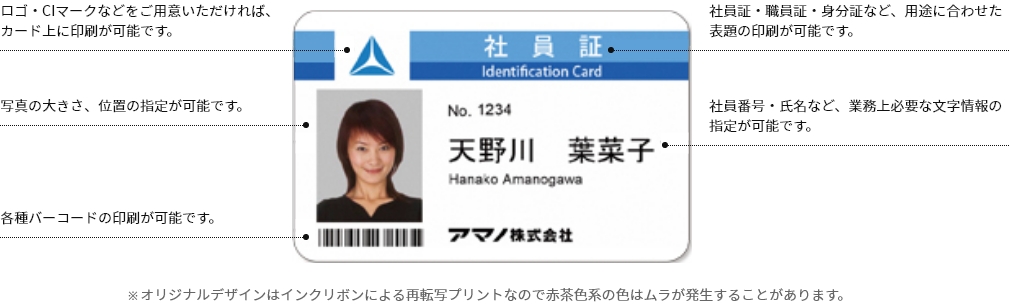 ロゴ・CIマークなどをご用意いただければ、
カード上に印刷が可能です。
写真の大きさ、位置の指定が可能です。
各種バーコードの印刷が可能です。
社 員 証
Identification Card
No. 1234
天野川　葉菜子
Hanako Amanogawa
アマノ株式会社
社員証・職員証・身分証など、用途に合わせた
表題の印刷が可能です。
社員番号・氏名など、業務上必要な文字情報の
指定が可能です。
※オリジナルデザインはインクリボンによる再転写プリントなので赤茶色系の色はムラが発生することがあります。